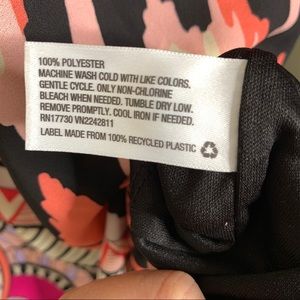 100% POLYESTER
MACHINE WASH COLD WITH LIKE COLORS.
GENTLE CYCLE. ONLY NON-CHLORINE
BLEACH WHEN NEEDED. TUMBLE DRY LOW.
REMOVE PROMPTLY. COOL IRON IF NEEDED.
RN17730 VN2242811
LABEL MADE FROM 100% RECYCLED PLASTIC